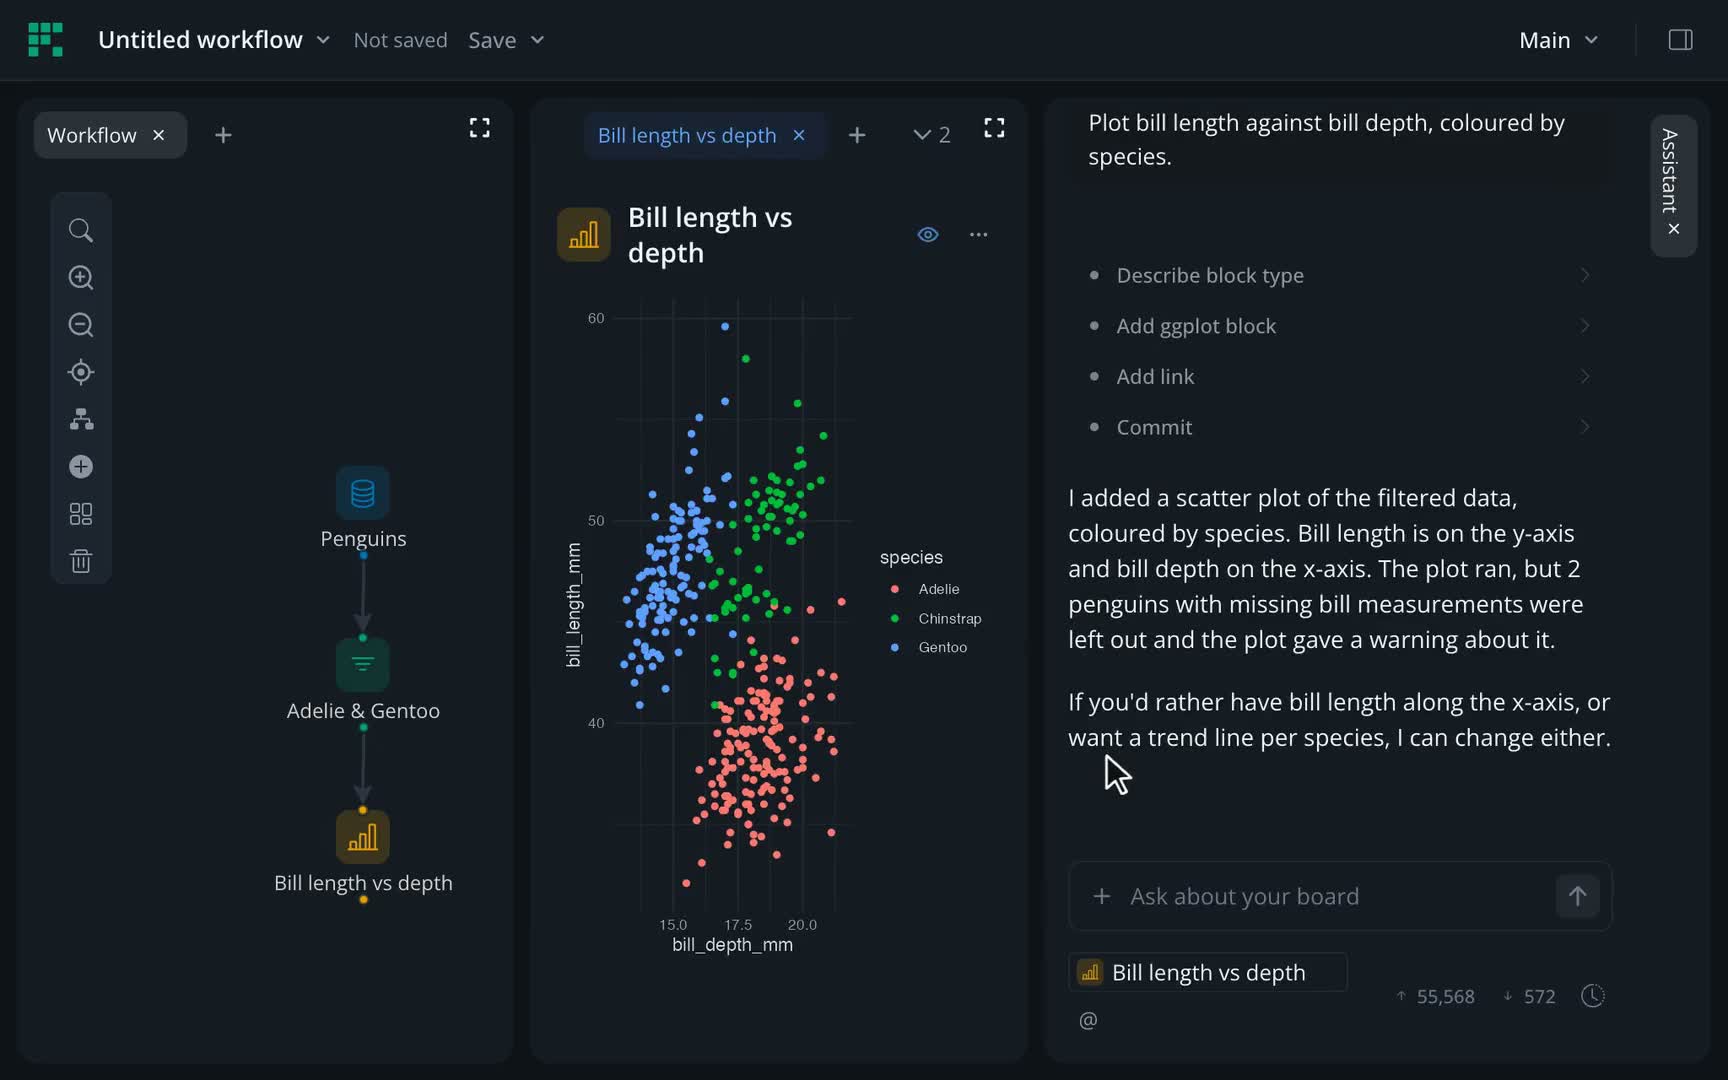 Untitled workflow
Not saved
Save
Main
Workflow
Penguins
Adelie & Gentoo
Bill length vs depth
Bill length vs depth
2
Bill length vs
depth
60
50
40
bill_length_mm
15.0 17.5 20.0
bill_depth_mm
species
Adelie
Chinstrap
Gentoo
Plot bill length against bill depth, coloured by
species.
Describe block type
Add ggplot block
Add link
Commit
I added a scatter plot of the filtered data,
coloured by species. Bill length is on the y-axis
and bill depth on the x-axis. The plot ran, but 2
penguins with missing bill measurements were
left out and the plot gave a warning about it.
If you'd rather have bill length along the x-axis, or
want a trend line per species, I can change either.
Ask about your board
Bill length vs depth
@
↑ 55,568 ↓ 572
Assistant